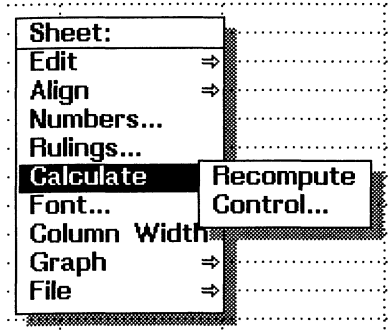 Sheet:
Edit ⇒
Align ⇒
Numbers...
Rulings...
Calculate
Recompute
Control...
Font...
Column Width
Graph ⇒
File ⇒